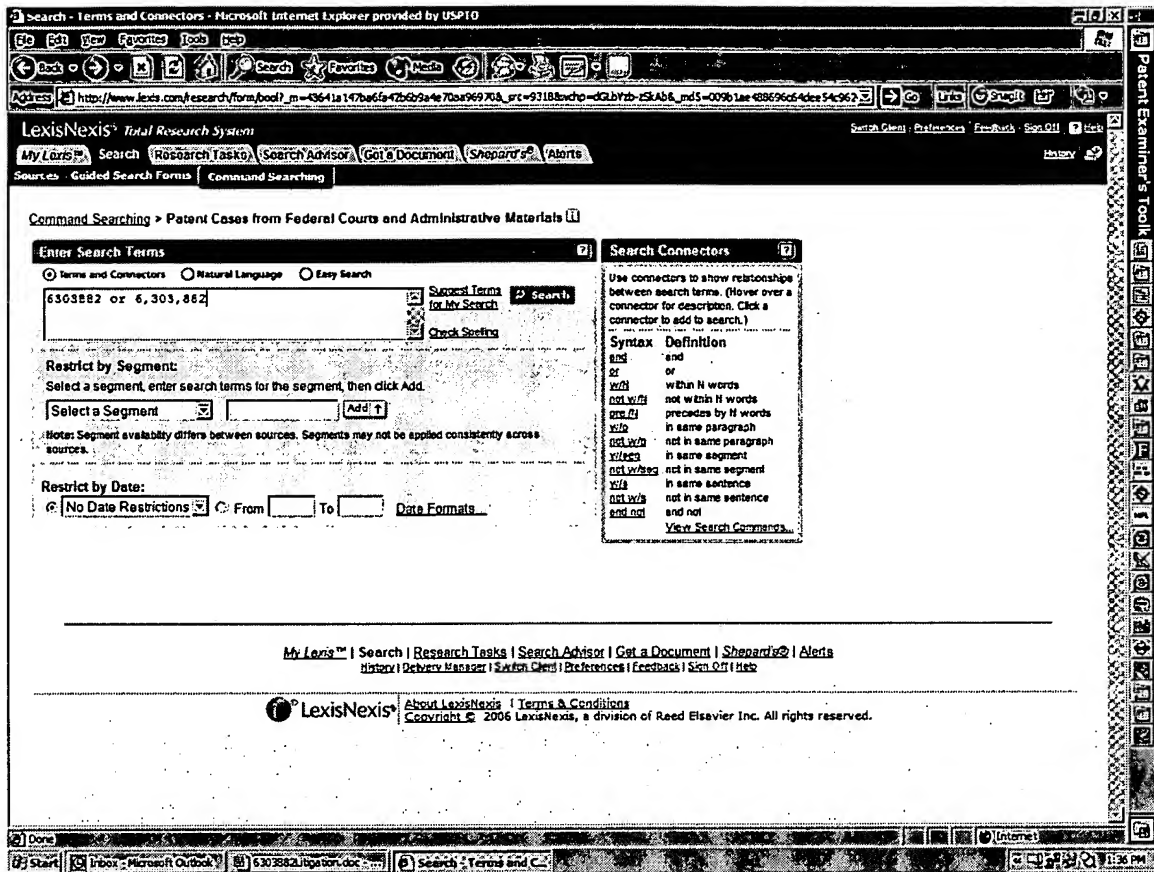 Search - Terms and Connectors - Microsoft Internet Explorer provided by USPTO
File Edit View Favorites Tools Help
Back Search Favorites Media
Address http://www.lexis.com/research/form/bool?_m= Go Links SnagIt
LexisNexis® Total Research System
Switch Client | Preferences | Feedback | Sign Off | ? Help
My Lexis™ Search Research Tasks Search Advisor Get a Document Shepard's® Alerts
History
Sources Guided Search Forms Command Searching
Command Searching > Patent Cases from Federal Courts and Administrative Materials i
Enter Search Terms ?
Terms and Connectors Natural Language Easy Search
6303882 or 6,303,882
Suggest Terms
for My Search
Search
Check Spelling
Restrict by Segment:
Select a segment, enter search terms for the segment, then click Add.
Select a Segment Add
Note: Segment availability differs between sources. Segments may not be applied consistently across
sources.
Restrict by Date:
No Date Restrictions From To Date Formats...
Search Connectors ?
Use connectors to show relationships
between search terms. (Hover over a
connector for description. Click a
connector to add to search.)
Syntax Definition
and and
or or
w/N within N words
not w/N not within N words
pre /N precedes by N words
w/p in same paragraph
not w/p not in same paragraph
w/seg in same segment
not w/seg not in same segment
w/s in same sentence
not w/s not in same sentence
and not and not
View Search Commands...
My Lexis™ | Search | Research Tasks | Search Advisor | Get a Document | Shepard's® | Alerts
History | Delivery Manager | Switch Client | Preferences | Feedback | Sign Off | Help
LexisNexis® About LexisNexis | Terms & Conditions
Copyright © 2006 LexisNexis, a division of Reed Elsevier Inc. All rights reserved.
Done Internet
Start Inbox - Microsoft Outlook 6303882Litigation.doc - ... Search - Terms and C... 1:36 PM
Patent Examiner's Toolk